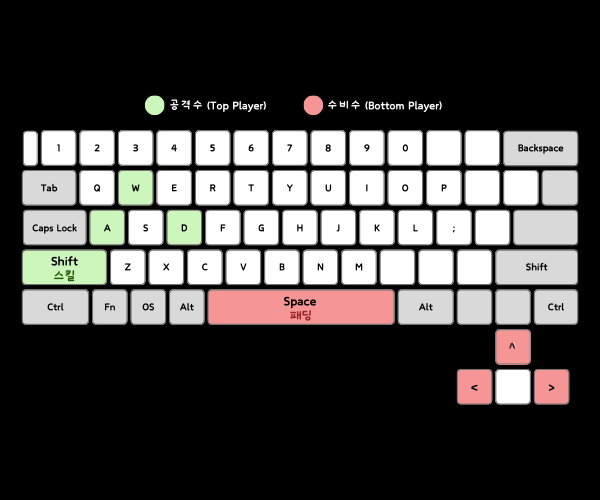 공격수 (Top Player) 수비수 (Bottom Player)
1 2 3 4 5 6 7 8 9 0 Backspace
Tab Q W E R T Y U I O P
Caps Lock A S D F G H J K L ;
Shift Z X C V B N M Shift
스킬
Ctrl Fn OS Alt Space Alt Ctrl
패딩
^
< >